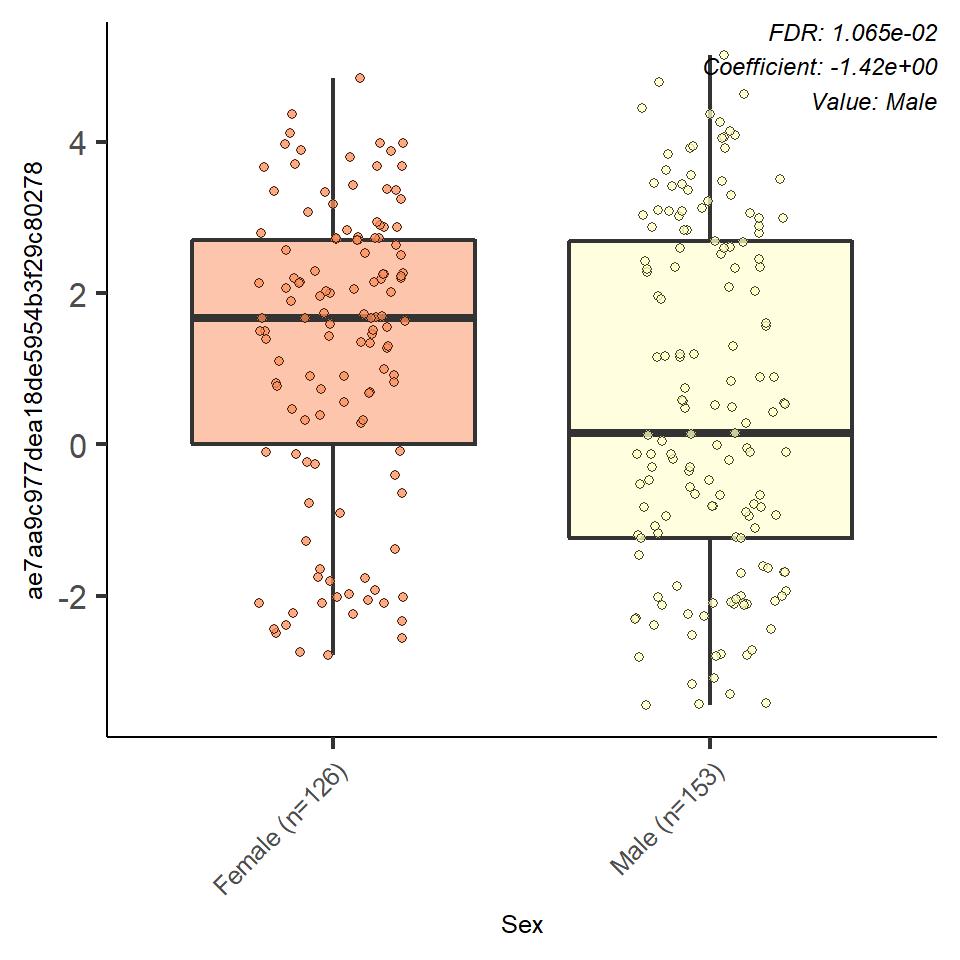 FDR: 1.065e-02
Coefficient: -1.42e+00
Value: Male
ae7aa9c977dea18de5954b3f29c80278
4
2
0
-2
Female (n=126)
Male (n=153)
Sex